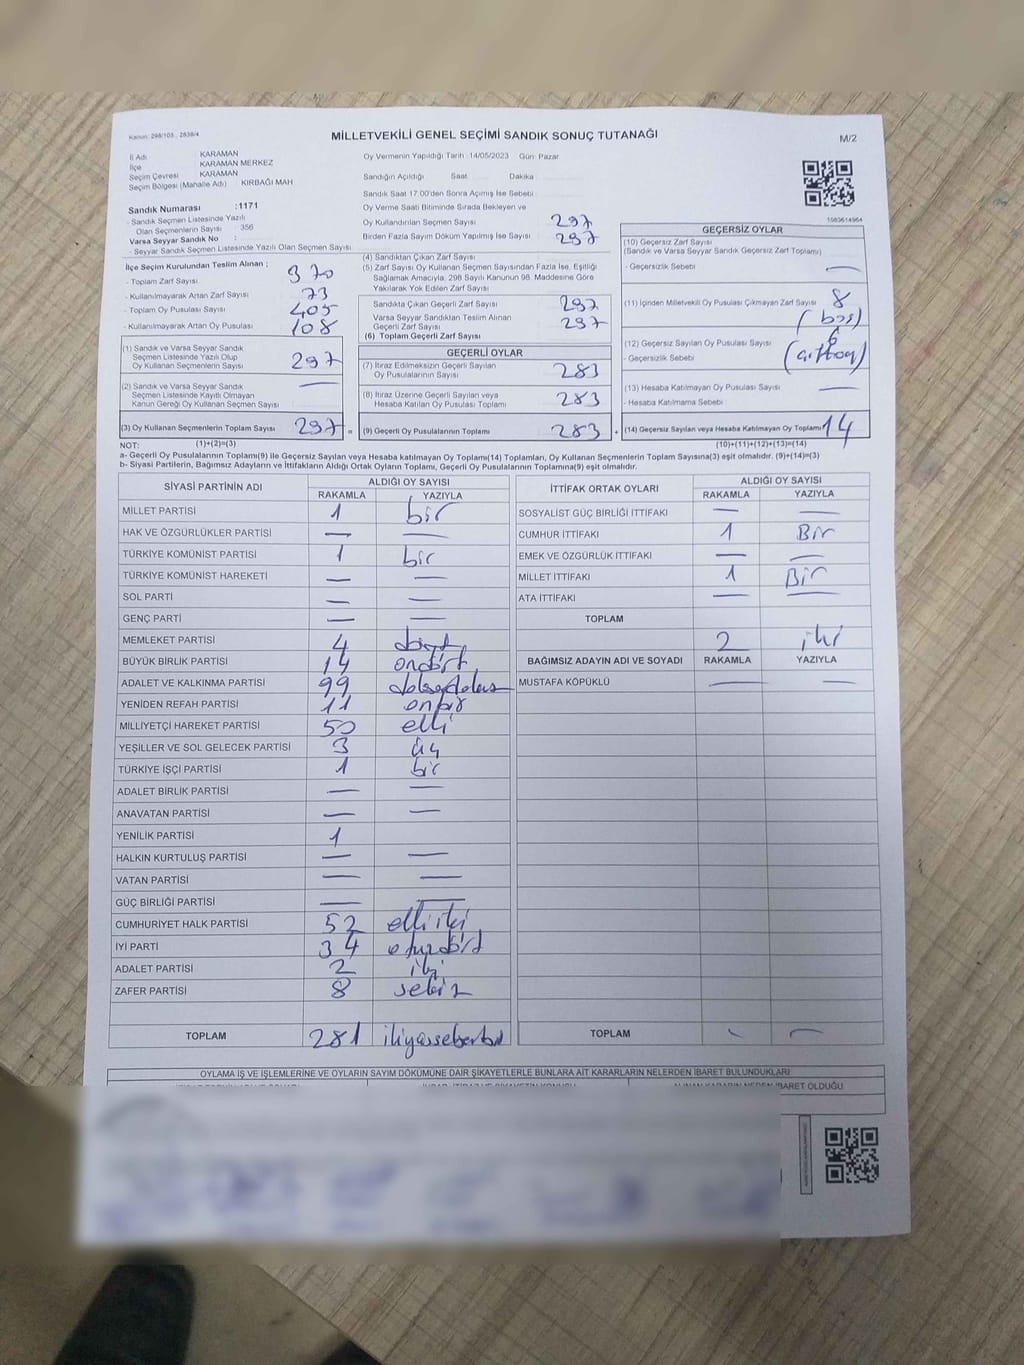 Kanun: 298/105., 2839/4
MİLLETVEKİLİ GENEL SEÇİMİ SANDIK SONUÇ TUTANAĞI
M/2
İl Adı KARAMAN
İlçe KARAMAN MERKEZ
Seçim Çevresi KARAMAN
Seçim Bölgesi (Mahalle Adı) KIRBAĞI MAH
Oy Vermenin Yapıldığı Tarih :14/05/2023 Gün: Pazar
Sandığın Açıldığı Saat Dakika
Sandık Saat 17:00'den Sonra Açılmış İse Sebebi :
Oy Verme Saati Bitiminde Sırada Bekleyen ve
Oy Kullandırılan Seçmen Sayısı 297
Birden Fazla Sayım Döküm Yapılmış İse Sayısı 297
1583614964
Sandık Numarası :1171
- Sandık Seçmen Listesinde Yazılı
Olan Seçmenlerin Sayısı : 356
Varsa Seyyar Sandık No :
- Seyyar Sandık Seçmen Listesinde Yazılı Olan Seçmen Sayısı:
İlçe Seçim Kurulundan Teslim Alınan ;
- Toplam Zarf Sayısı 370
- Kullanılmayarak Artan Zarf Sayısı 73
- Toplam Oy Pusulası Sayısı 405
- Kullanılmayarak Artan Oy Pusulası 108
(1) Sandık ve Varsa Seyyar Sandık
Seçmen Listesinde Yazılı Olup
Oy Kullanan Seçmenlerin Sayısı 297
(2) Sandık ve Varsa Seyyar Sandık
Seçmen Listesinde Kayıtlı Olmayan
Kanun Gereği Oy Kullanan Seçmen Sayısı —
(3) Oy Kullanan Seçmenlerin Toplam Sayısı 297 =
(4) Sandıktan Çıkan Zarf Sayısı
(5) Zarf Sayısı Oy Kullanan Seçmen Sayısından Fazla İse, Eşitliği
Sağlamak Amacıyla; 298 Sayılı Kanunun 98. Maddesine Göre
Yakılarak Yok Edilen Zarf Sayısı
Sandıkta Çıkan Geçerli Zarf Sayısı 297
Varsa Seyyar Sandıktan Teslim Alınan
Geçerli Zarf Sayısı 297
(6) Toplam Geçerli Zarf Sayısı
GEÇERLİ OYLAR
(7) İtiraz Edilmeksizin Geçerli Sayılan
Oy Pusulalarının Sayısı 283
(8) İtiraz Üzerine Geçerli Sayılan veya
Hesaba Katılan Oy Pusulası Toplamı 283
(9) Geçerli Oy Pusulalarının Toplamı 283 +
GEÇERSİZ OYLAR
(10) Geçersiz Zarf Sayısı
(Sandık ve Varsa Seyyar Sandık Geçersiz Zarf Toplamı)
- Geçersizlik Sebebi —
(11) İçinden Milletvekili Oy Pusulası Çıkmayan Zarf Sayısı 8
(boş)
(12) Geçersiz Sayılan Oy Pusulası Sayısı 6
- Geçersizlik Sebebi
(13) Hesaba Katılmayan Oy Pusulası Sayısı —
- Hesaba Katılmama Sebebi :
(14) Geçersiz Sayılan veya Hesaba Katılmayan Oy Toplamı 14
NOT: (1)+(2)=(3) (10)+(11)+(12)+(13)=(14)
a- Geçerli Oy Pusulalarının Toplamı(9) ile Geçersiz Sayılan veya Hesaba katılmayan Oy Toplamı(14) Toplamları, Oy Kullanan Seçmenlerin Toplam Sayısına(3) eşit olmalıdır. (9)+(14)=(3)
b- Siyasi Partilerin, Bağımsız Adayların ve İttifakların Aldığı Ortak Oyların Toplamı, Geçerli Oy Pusulalarının Toplamına(9) eşit olmalıdır.
SİYASİ PARTİNİN ADI ALDIĞI OY SAYISI
RAKAMLA YAZIYLA
MİLLET PARTİSİ 1 bir
HAK VE ÖZGÜRLÜKLER PARTİSİ — —
TÜRKİYE KOMÜNİST PARTİSİ 1 bir
TÜRKİYE KOMÜNİST HAREKETİ — —
SOL PARTİ — —
GENÇ PARTİ — —
MEMLEKET PARTİSİ 4 dört
BÜYÜK BİRLİK PARTİSİ 14 ondört
ADALET VE KALKINMA PARTİSİ 99
YENİDEN REFAH PARTİSİ 11 onbir
MİLLİYETÇİ HAREKET PARTİSİ 50 elli
YEŞİLLER VE SOL GELECEK PARTİSİ 3 üç
TÜRKİYE İŞÇİ PARTİSİ 1 bir
ADALET BİRLİK PARTİSİ — —
ANAVATAN PARTİSİ — —
YENİLİK PARTİSİ 1
HALKIN KURTULUŞ PARTİSİ — —
VATAN PARTİSİ — —
GÜÇ BİRLİĞİ PARTİSİ — —
CUMHURİYET HALK PARTİSİ 52 elliiki
İYİ PARTİ 34 otuzdört
ADALET PARTİSİ 2 iki
ZAFER PARTİSİ 8 sekiz
TOPLAM 281
İTTİFAK ORTAK OYLARI ALDIĞI OY SAYISI
RAKAMLA YAZIYLA
SOSYALİST GÜÇ BİRLİĞİ İTTİFAKI — —
CUMHUR İTTİFAKI 1 Bir
EMEK VE ÖZGÜRLÜK İTTİFAKI — —
MİLLET İTTİFAKI 1 Bir
ATA İTTİFAKI — —
TOPLAM 2 iki
BAĞIMSIZ ADAYIN ADI VE SOYADI RAKAMLA YAZIYLA
MUSTAFA KÖPÜKLÜ — —
TOPLAM — —
OYLAMA İŞ VE İŞLEMLERİNE VE OYLARIN SAYIM DÖKÜMÜNE DAİR ŞİKAYETLERLE BUNLARA AİT KARARLARIN NELERDEN İBARET BULUNDUKLARI